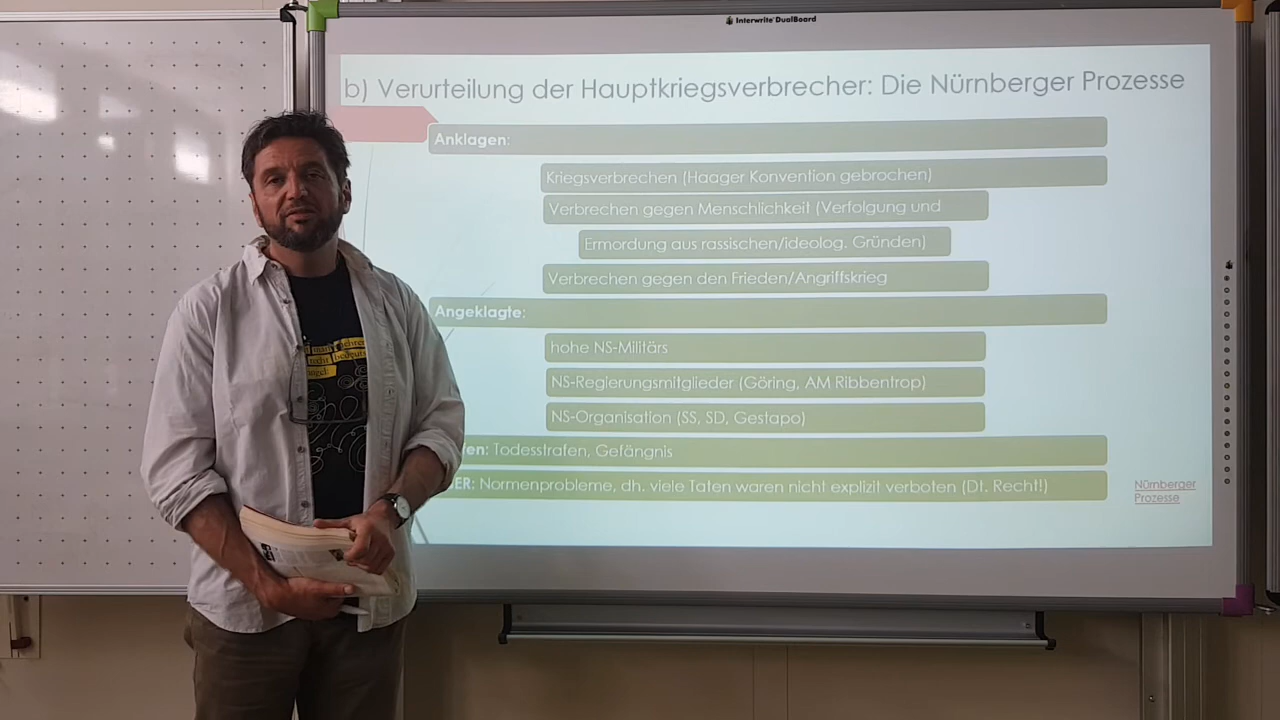 Interwrite DualBoard
b) Verurteilung der Hauptkriegsverbrecher: Die Nürnberger Prozesse
Anklagen:
Kriegsverbrechen (Haager Konvention gebrochen)
Verbrechen gegen Menschlichkeit (Verfolgung und
Ermordung aus rassischen/ideolog. Gründen)
Verbrechen gegen den Frieden/Angriffskrieg
Angeklagte:
hohe NS-Militärs
NS-Regierungsmitglieder (Göring, AM Ribbentrop)
NS-Organisation (SS, SD, Gestapo)
fen: Todesstrafen, Gefängnis
ER: Normenprobleme, dh. viele Taten waren nicht explizit verboten (Dt. Recht!)
Nürnberger
Prozesse